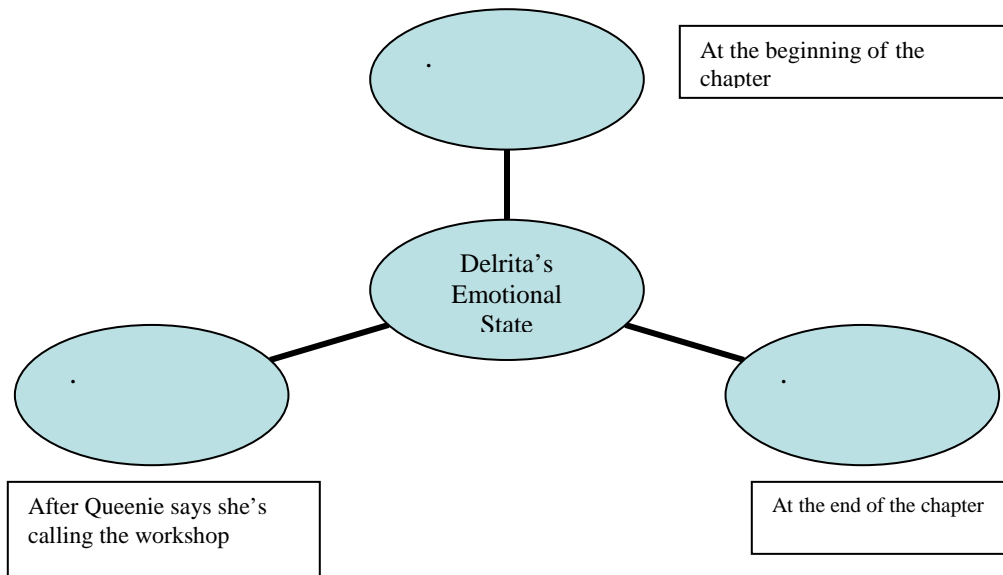 .
At the beginning of the
chapter
Delrita’s
Emotional
State
.
.
After Queenie says she’s
calling the workshop
At the end of the chapter